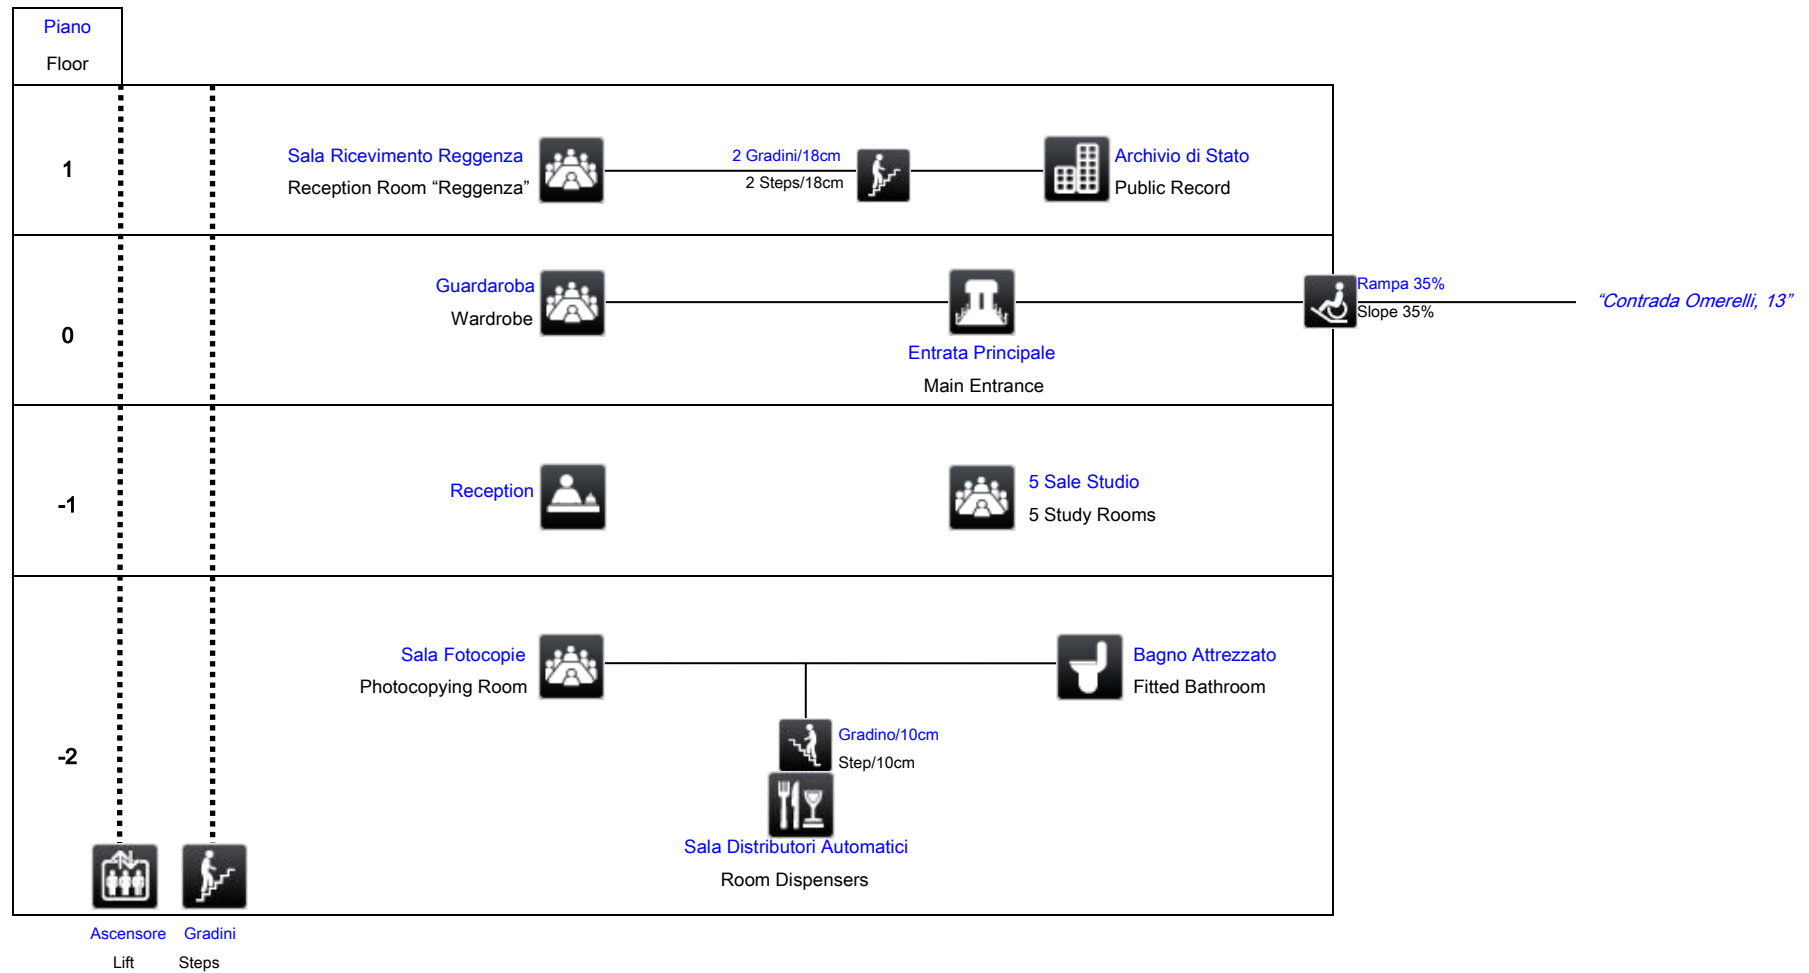 Piano
Floor
1
Sala Ricevimento Reggenza
Reception Room “Reggenza”
2 Gradini/18cm
2 Steps/18cm
Archivio di Stato
Public Record
0
Guardaroba
Wardrobe
Entrata Principale
Main Entrance
Rampa 35%
Slope 35%
“Contrada Omerelli, 13”
-1
Reception
5 Sale Studio
5 Study Rooms
-2
Sala Fotocopie
Photocopying Room
Bagno Attrezzato
Fitted Bathroom
Gradino/10cm
Step/10cm
Sala Distributori Automatici
Room Dispensers
Ascensore
Lift
Gradini
Steps